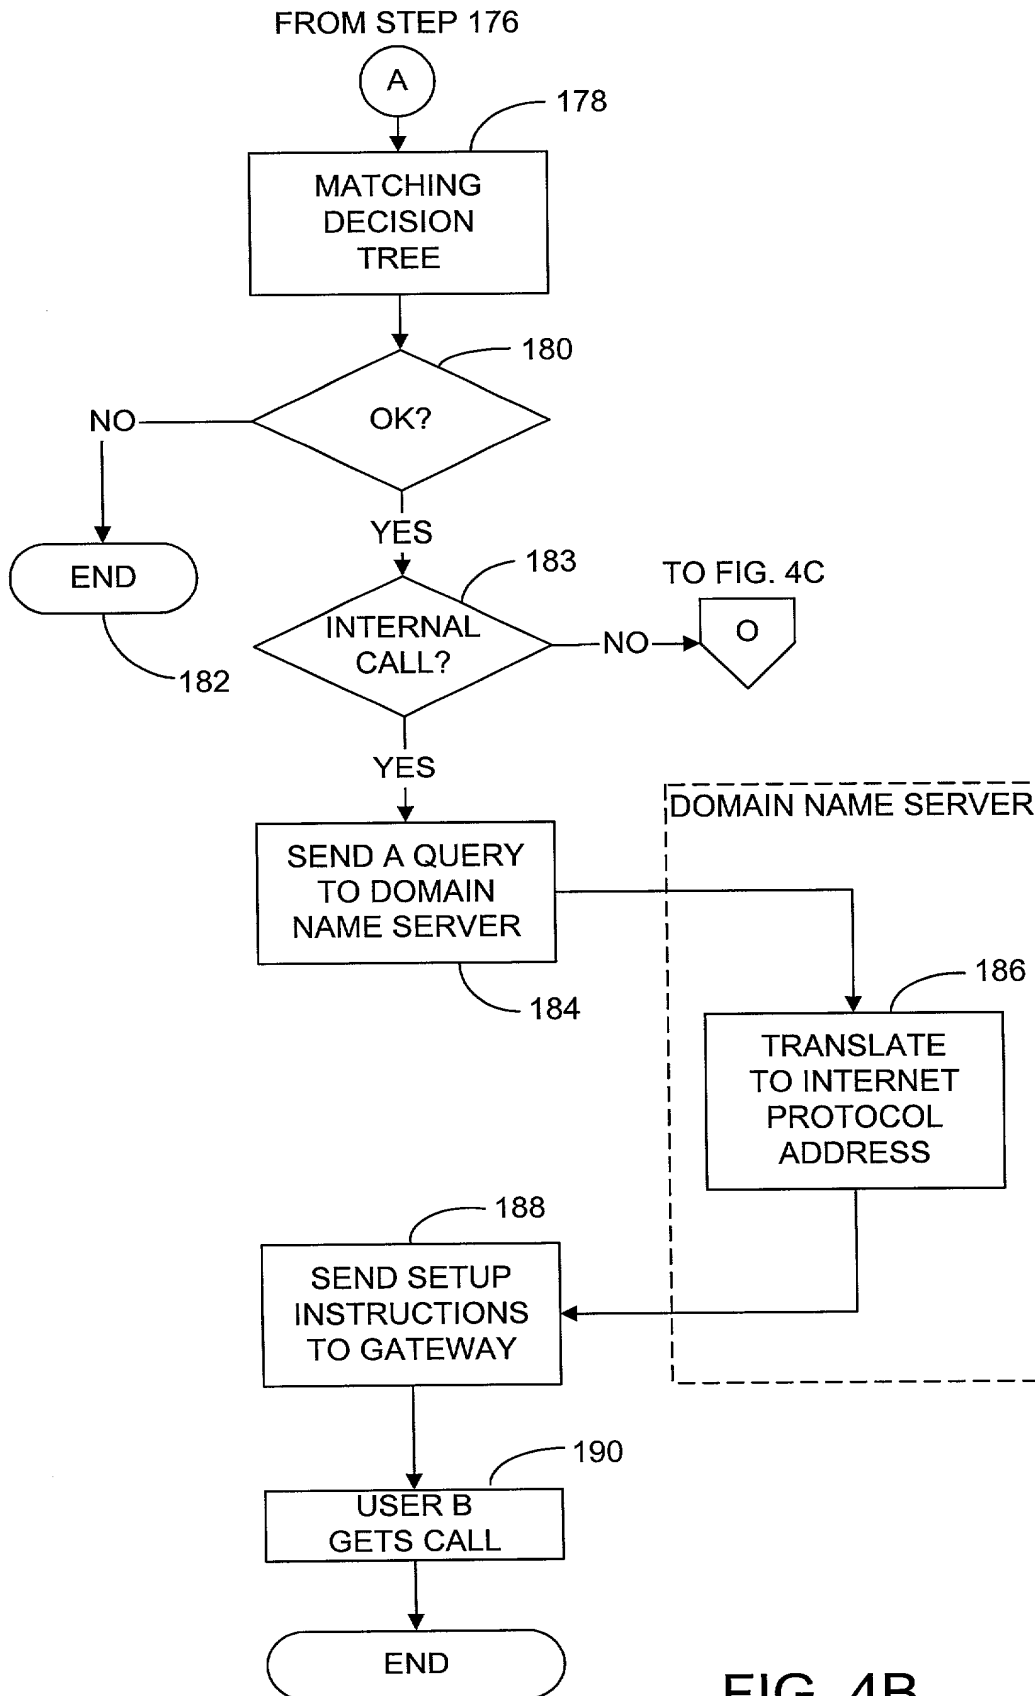 FROM STEP 176
A
178
MATCHING
DECISION
TREE
180
OK?
NO
YES
END
182
183
INTERNAL
CALL?
NO
TO FIG. 4C
O
YES
DOMAIN NAME SERVER
SEND A QUERY
TO DOMAIN
NAME SERVER
184
186
TRANSLATE
TO INTERNET
PROTOCOL
ADDRESS
188
SEND SETUP
INSTRUCTIONS
TO GATEWAY
190
USER B
GETS CALL
END
FIG. 4B